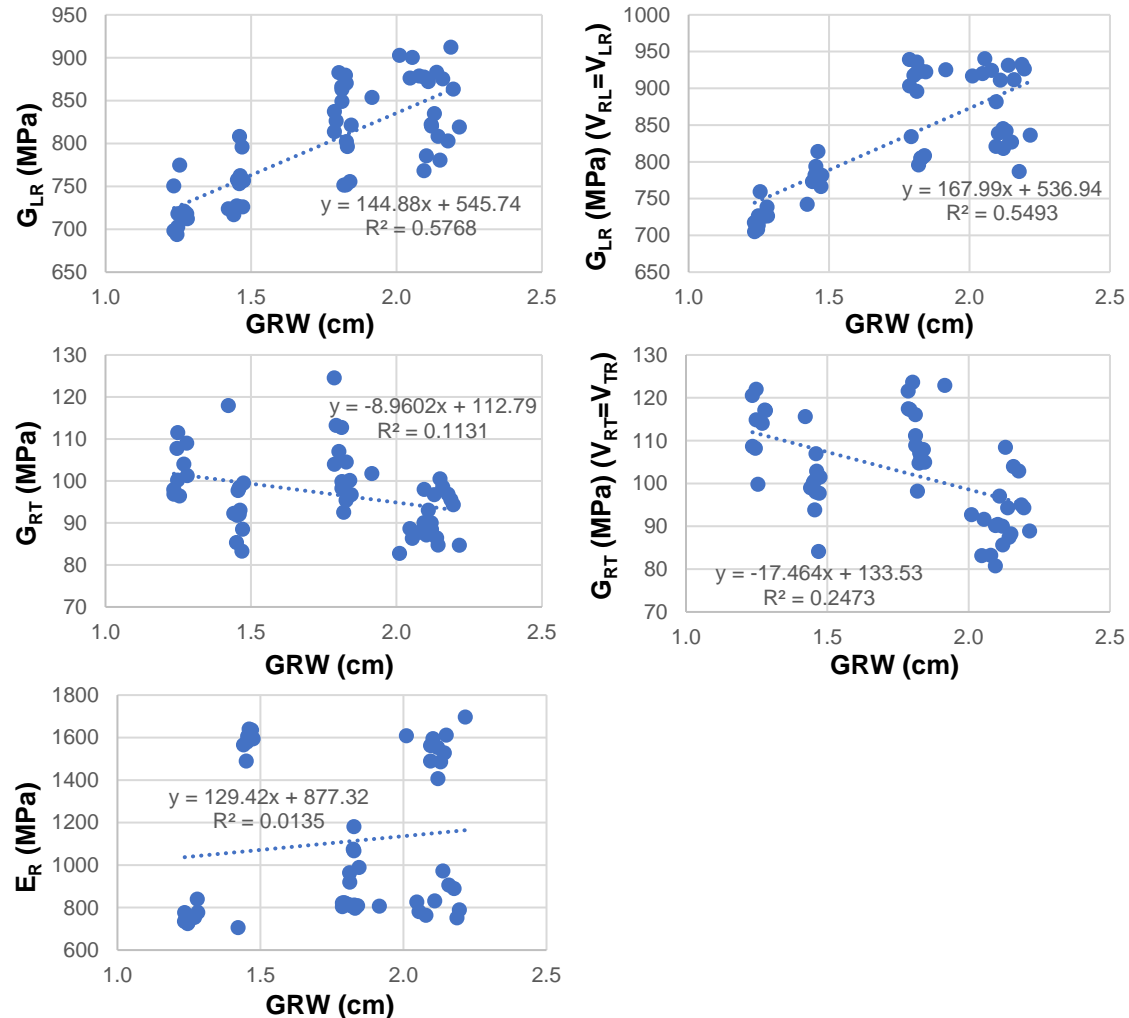 G_LR (MPa)
950
900
850
800
750
700
650
y = 144.88x + 545.74
R² = 0.5768
1.0 1.5 2.0 2.5
GRW (cm)
G_LR (MPa) (V_RL=V_LR)
1000
950
900
850
800
750
700
650
600
y = 167.99x + 536.94
R² = 0.5493
1.0 1.5 2.0 2.5
GRW (cm)
G_RT (MPa)
130
120
110
100
90
80
70
y = -8.9602x + 112.79
R² = 0.1131
1.0 1.5 2.0 2.5
GRW (cm)
G_RT (MPa) (V_RT=V_TR)
130
120
110
100
90
80
70
y = -17.464x + 133.53
R² = 0.2473
1.0 1.5 2.0 2.5
GRW (cm)
E_R (MPa)
1800
1600
1400
1200
1000
800
600
y = 129.42x + 877.32
R² = 0.0135
1.0 1.5 2.0 2.5
GRW (cm)